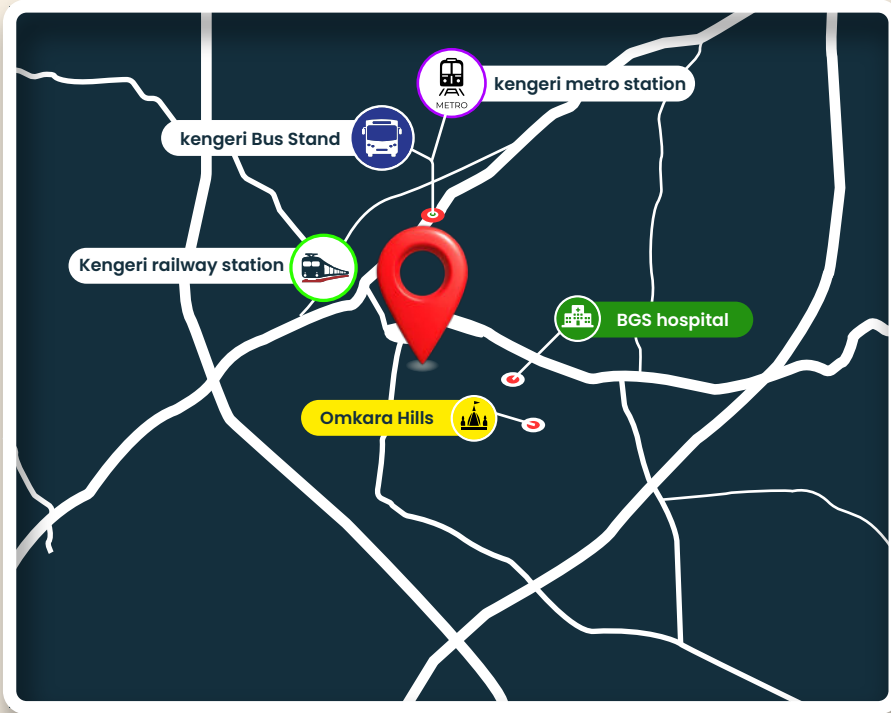 kengeri metro station
METRO
kengeri Bus Stand
Kengeri railway station
BGS hospital
Omkara Hills